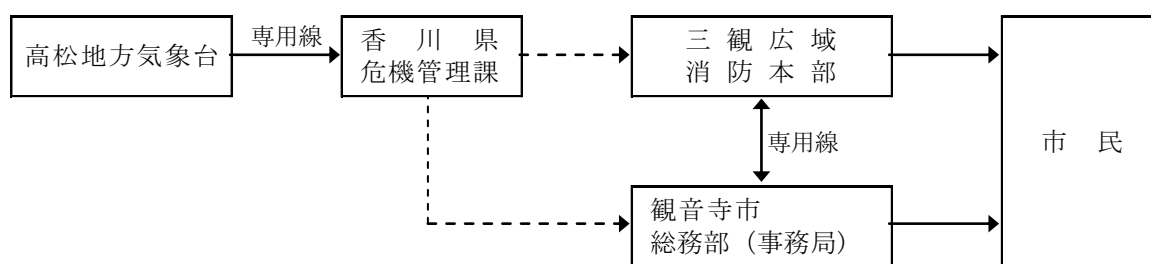 高松地方気象台
専用線
香川県
危機管理課
三観広域
消防本部
専用線
観音寺市
総務部(事務局)
市民